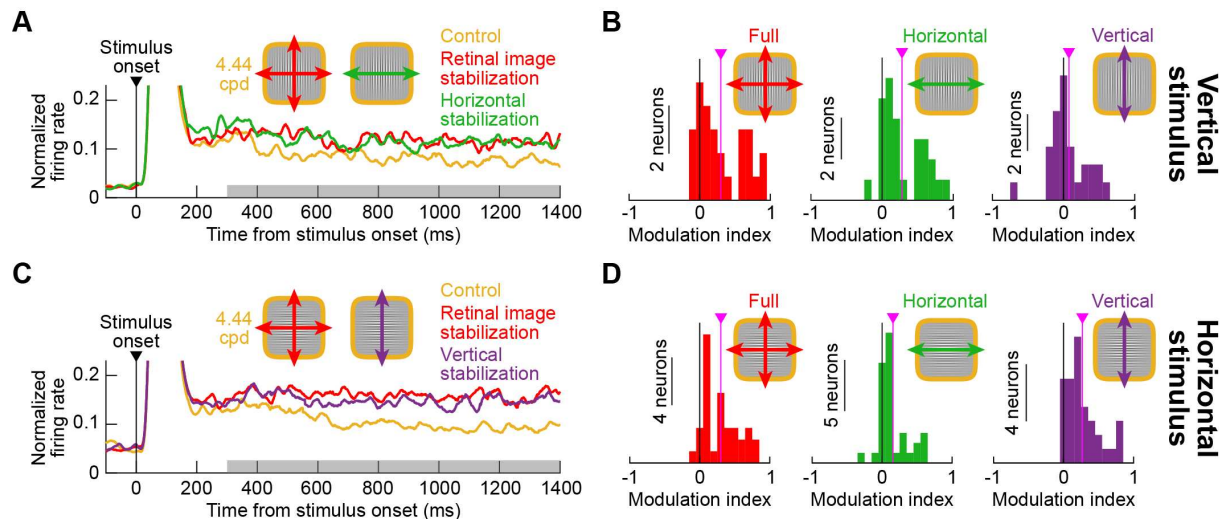 A
Stimulus
onset
4.44
cpd
Control
Retinal image
stabilization
Horizontal
stabilization
Normalized
firing rate
0.2
0.1
0
0
200
400
600
800
1000
1200
1400
Time from stimulus onset (ms)
B
Full
2 neurons
-1
0
1
Modulation index
Horizontal
2 neurons
-1
0
1
Modulation index
Vertical
2 neurons
-1
0
1
Modulation index
Vertical
stimulus
C
Stimulus
onset
4.44
cpd
Control
Retinal image
stabilization
Vertical
stabilization
Normalized
firing rate
0.2
0.1
0
0
200
400
600
800
1000
1200
1400
Time from stimulus onset (ms)
D
Full
4 neurons
-1
0
1
Modulation index
Horizontal
5 neurons
-1
0
1
Modulation index
Vertical
4 neurons
-1
0
1
Modulation index
Horizontal
stimulus